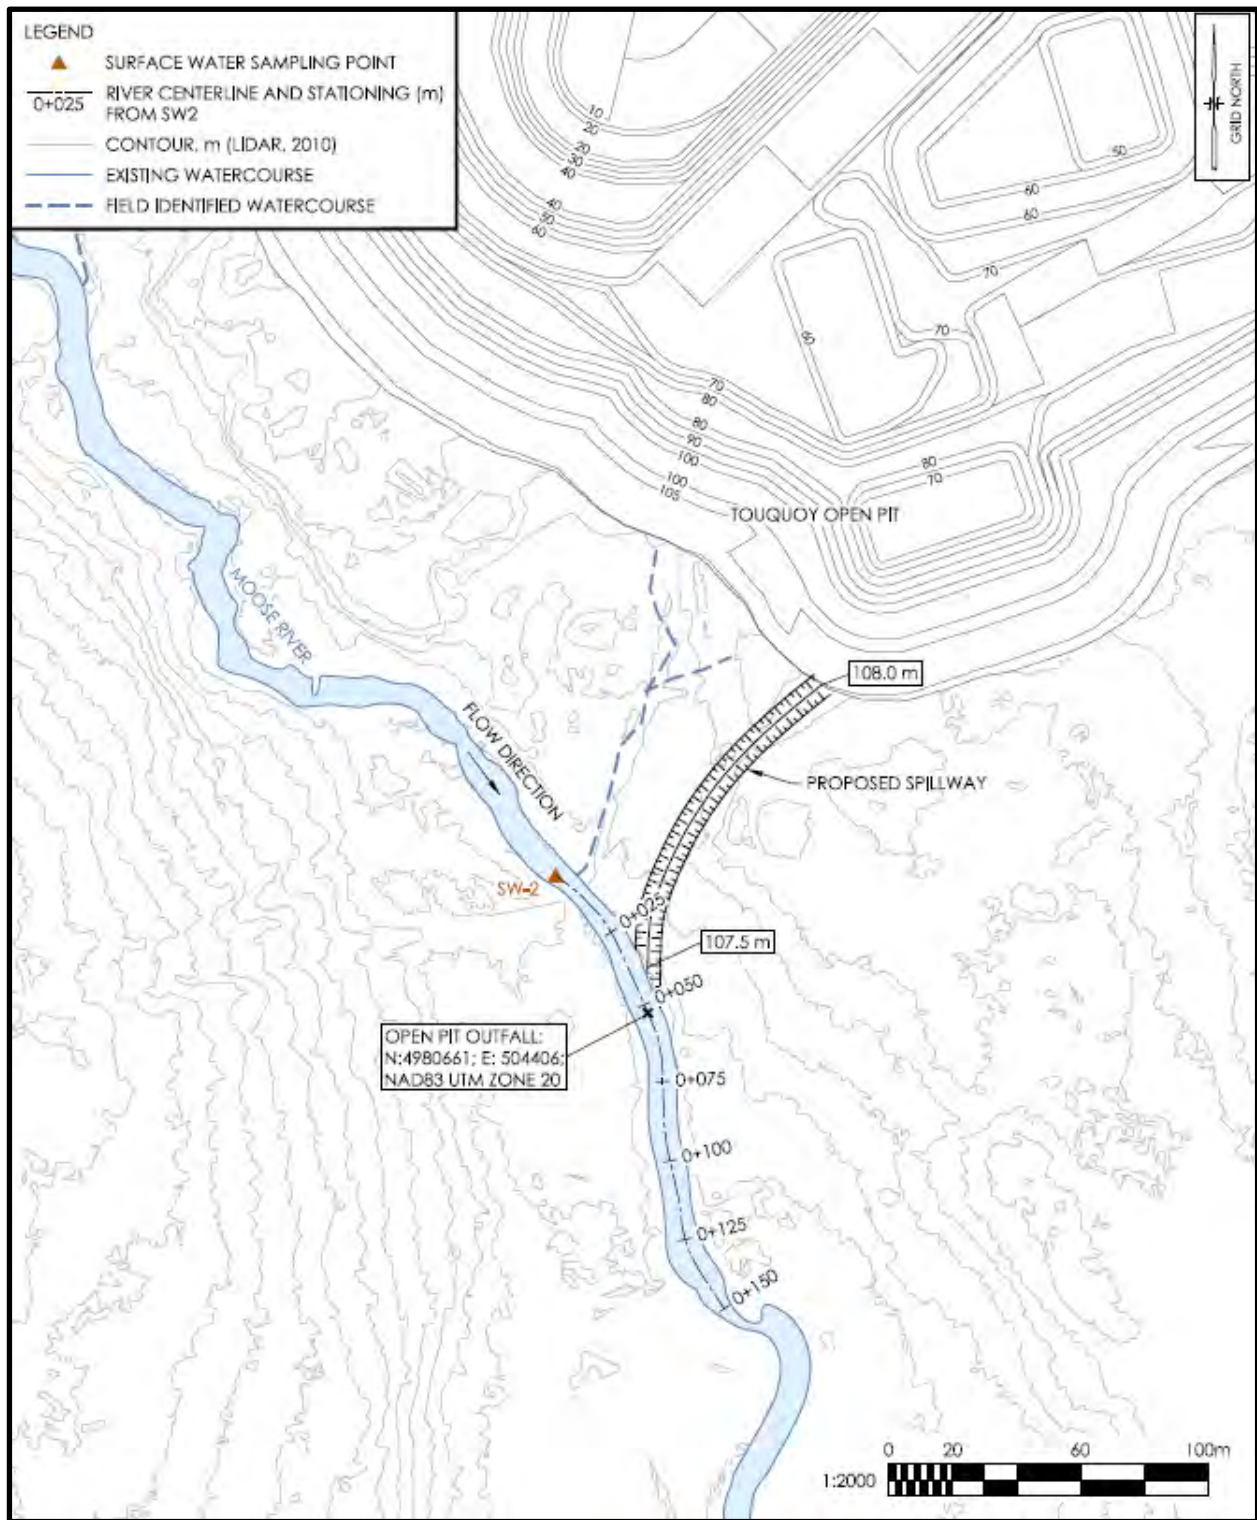 LEGEND
SURFACE WATER SAMPLING POINT
0+025
RIVER CENTERLINE AND STATIONING (m)
FROM SW2
CONTOUR, m (LIDAR, 2010)
EXISTING WATERCOURSE
FIELD IDENTIFIED WATERCOURSE
GRID NORTH
10
20
20
30
40
40
50
60
50
60
60
70
70
60
70
80
80
90
100
100
105
80
70
TOUQUOY OPEN PIT
MOOSE RIVER
FLOW DIRECTION
108.0 m
PROPOSED SPILLWAY
SW-2
0+025
107.5 m
0+050
OPEN PIT OUTFALL:
N:4980661; E: 504406;
NAD83 UTM ZONE 20
0+075
0+100
0+125
0+150
0 20 60 100m
1:2000